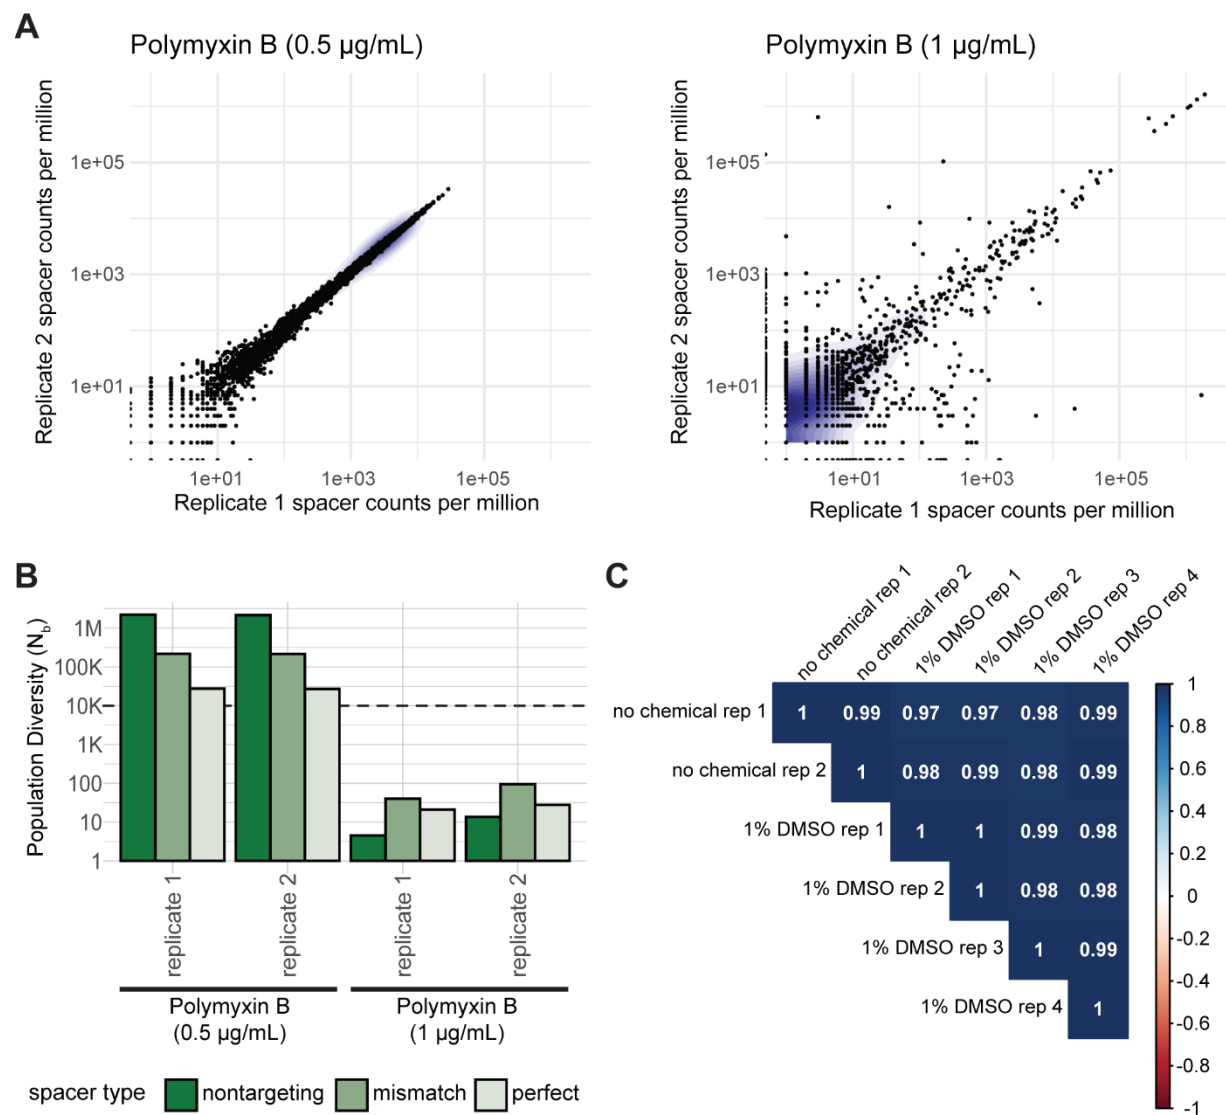 A
Polymyxin B (0.5 µg/mL)
Replicate 2 spacer counts per million
1e+05
1e+03
1e+01
1e+01 1e+03 1e+05
Replicate 1 spacer counts per million
Polymyxin B (1 µg/mL)
Replicate 2 spacer counts per million
1e+05
1e+03
1e+01
1e+01 1e+03 1e+05
Replicate 1 spacer counts per million
B
Population Diversity (Nb)
1M
100K
10K
1K
100
10
1
replicate 1
replicate 2
replicate 1
replicate 2
Polymyxin B
(0.5 µg/mL)
Polymyxin B
(1 µg/mL)
spacer type nontargeting mismatch perfect
C
no chemical rep 1
no chemical rep 2
1% DMSO rep 1
1% DMSO rep 2
1% DMSO rep 3
1% DMSO rep 4
no chemical rep 1 1 0.99 0.97 0.97 0.98 0.99
no chemical rep 2 1 0.98 0.99 0.98 0.99
1% DMSO rep 1 1 1 0.99 0.98
1% DMSO rep 2 1 0.98 0.98
1% DMSO rep 3 1 0.99
1% DMSO rep 4 1
1
0.8
0.6
0.4
0.2
0
-0.2
-0.4
-0.6
-0.8
-1